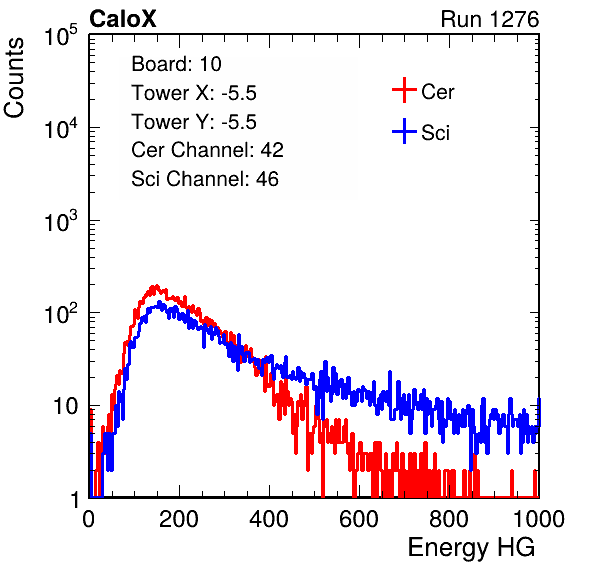 CaloX Run 1276
Counts
Board: 10
Tower X: -5.5
Tower Y: -5.5
Cer Channel: 42
Sci Channel: 46
Cer
Sci
10^5
10^4
10^3
10^2
10
1
0 200 400 600 800 1000
Energy HG